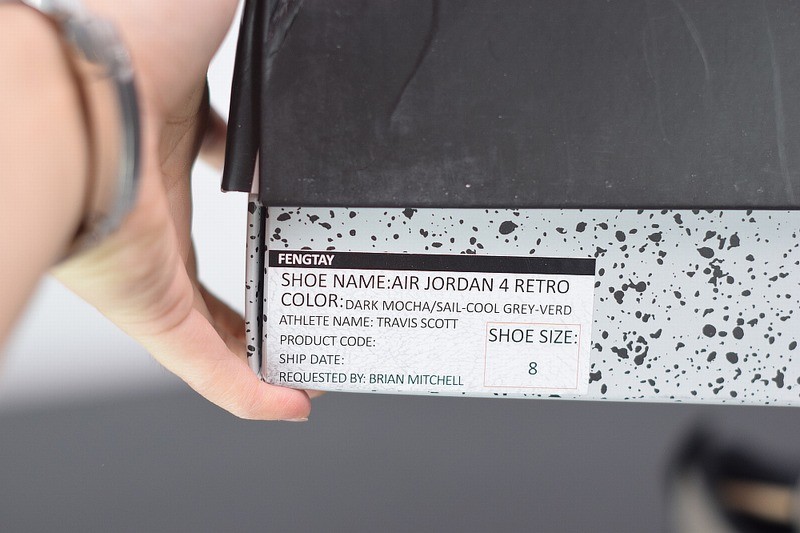 FENGTAY
SHOE NAME:AIR JORDAN 4 RETRO
COLOR:DARK MOCHA/SAIL-COOL GREY-VERD
ATHLETE NAME: TRAVIS SCOTT
PRODUCT CODE:
SHIP DATE:
REQUESTED BY: BRIAN MITCHELL
SHOE SIZE:
8